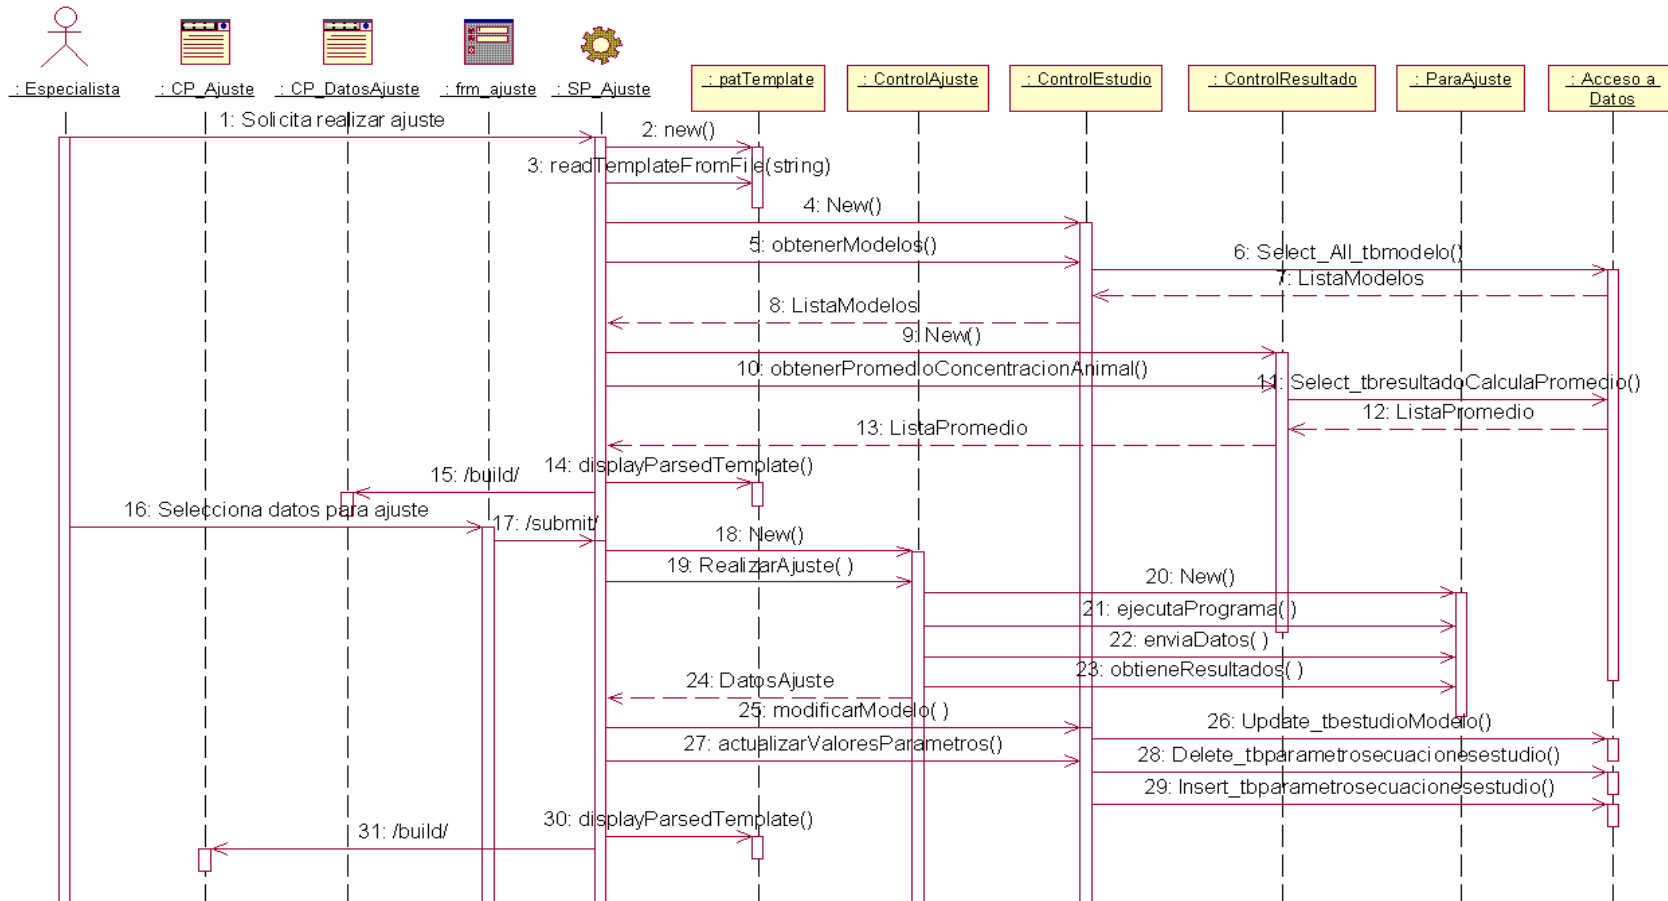 : Especialista
: CP_Ajuste
: CP_DatosAjuste
: frm_ajuste
: SP_Ajuste
: patTemplate
: ControlAjuste
: ControlEstudio
: ControlResultado
: ParaAjuste
: Acceso a
Datos
1: Solicita realizar ajuste
2: new()
3: readTemplateFromFile(string)
4: New()
5: obtenerModelos()
6: Select_All_tbmodelo()
7: ListaModelos
8: ListaModelos
9: New()
10: obtenerPromedioConcentracionAnimal()
11: Select_tbresultadoCalculaPromedio()
12: ListaPromedio
13: ListaPromedio
14: displayParsedTemplate()
15: /build/
16: Selecciona datos para ajuste
17: /submit/
18: New()
19: RealizarAjuste( )
20: New()
21: ejecutaPrograma( )
22: enviaDatos( )
23: obtieneResultados( )
24: DatosAjuste
25: modificarModelo( )
26: Update_tbestudioModelo()
27: actualizarValoresParametros()
28: Delete_tbparametrosecuacionesestudio()
29: Insert_tbparametrosecuacionesestudio()
30: displayParsedTemplate()
31: /build/